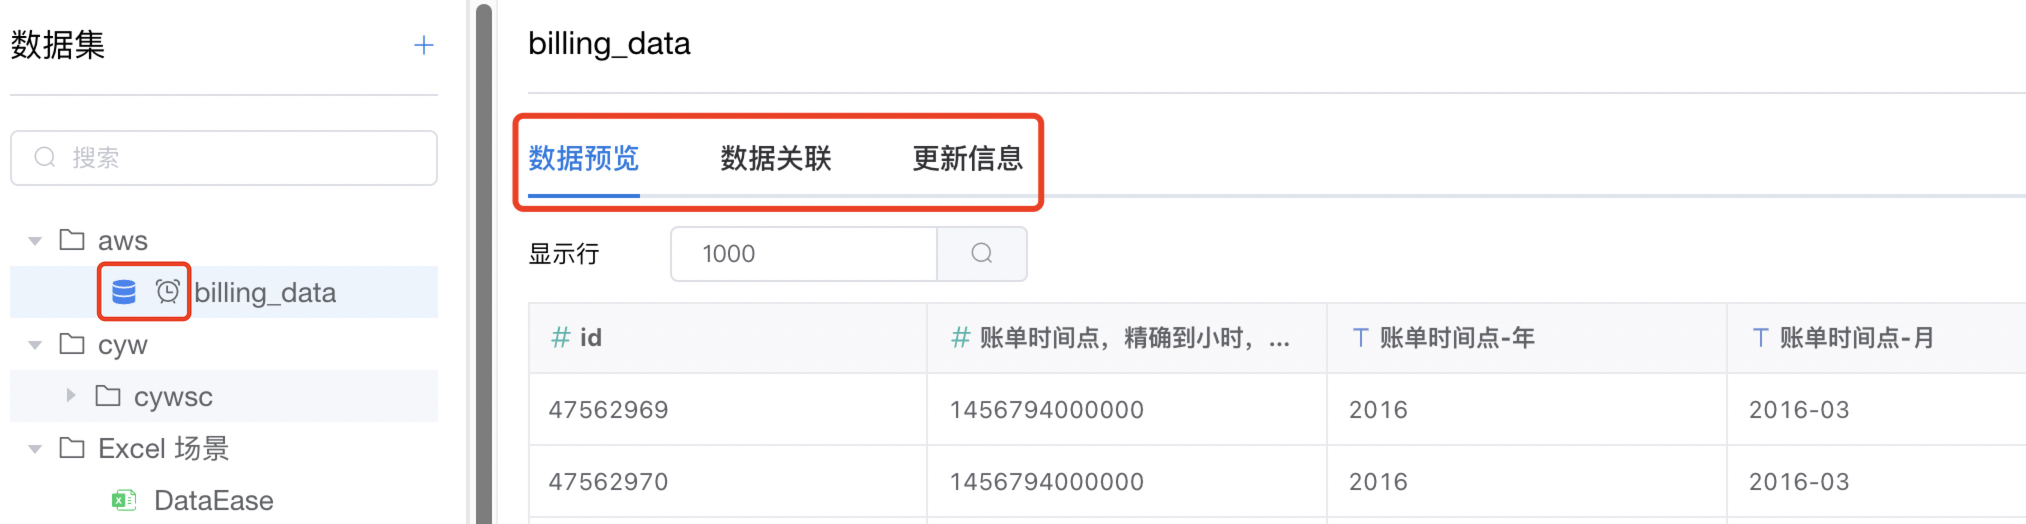 数据集
搜索
aws
billing_data
cyw
cywsc
Excel 场景
DataEase
billing_data
数据预览 数据关联 更新信息
显示行 1000
# id # 账单时间点，精确到小时，... T 账单时间点-年 T 账单时间点-月
47562969 1456794000000 2016 2016-03
47562970 1456794000000 2016 2016-03